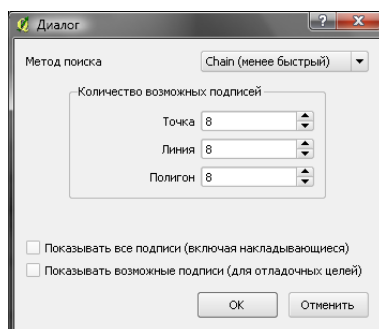 Диалог
Метод поиска Chain (менее быстрый)
Количество возможных подписей
Точка 8
Линия 8
Полигон 8
Показывать все подписи (включая накладывающиеся)
Показывать возможные подписи (для отладочных целей)
OK Отменить